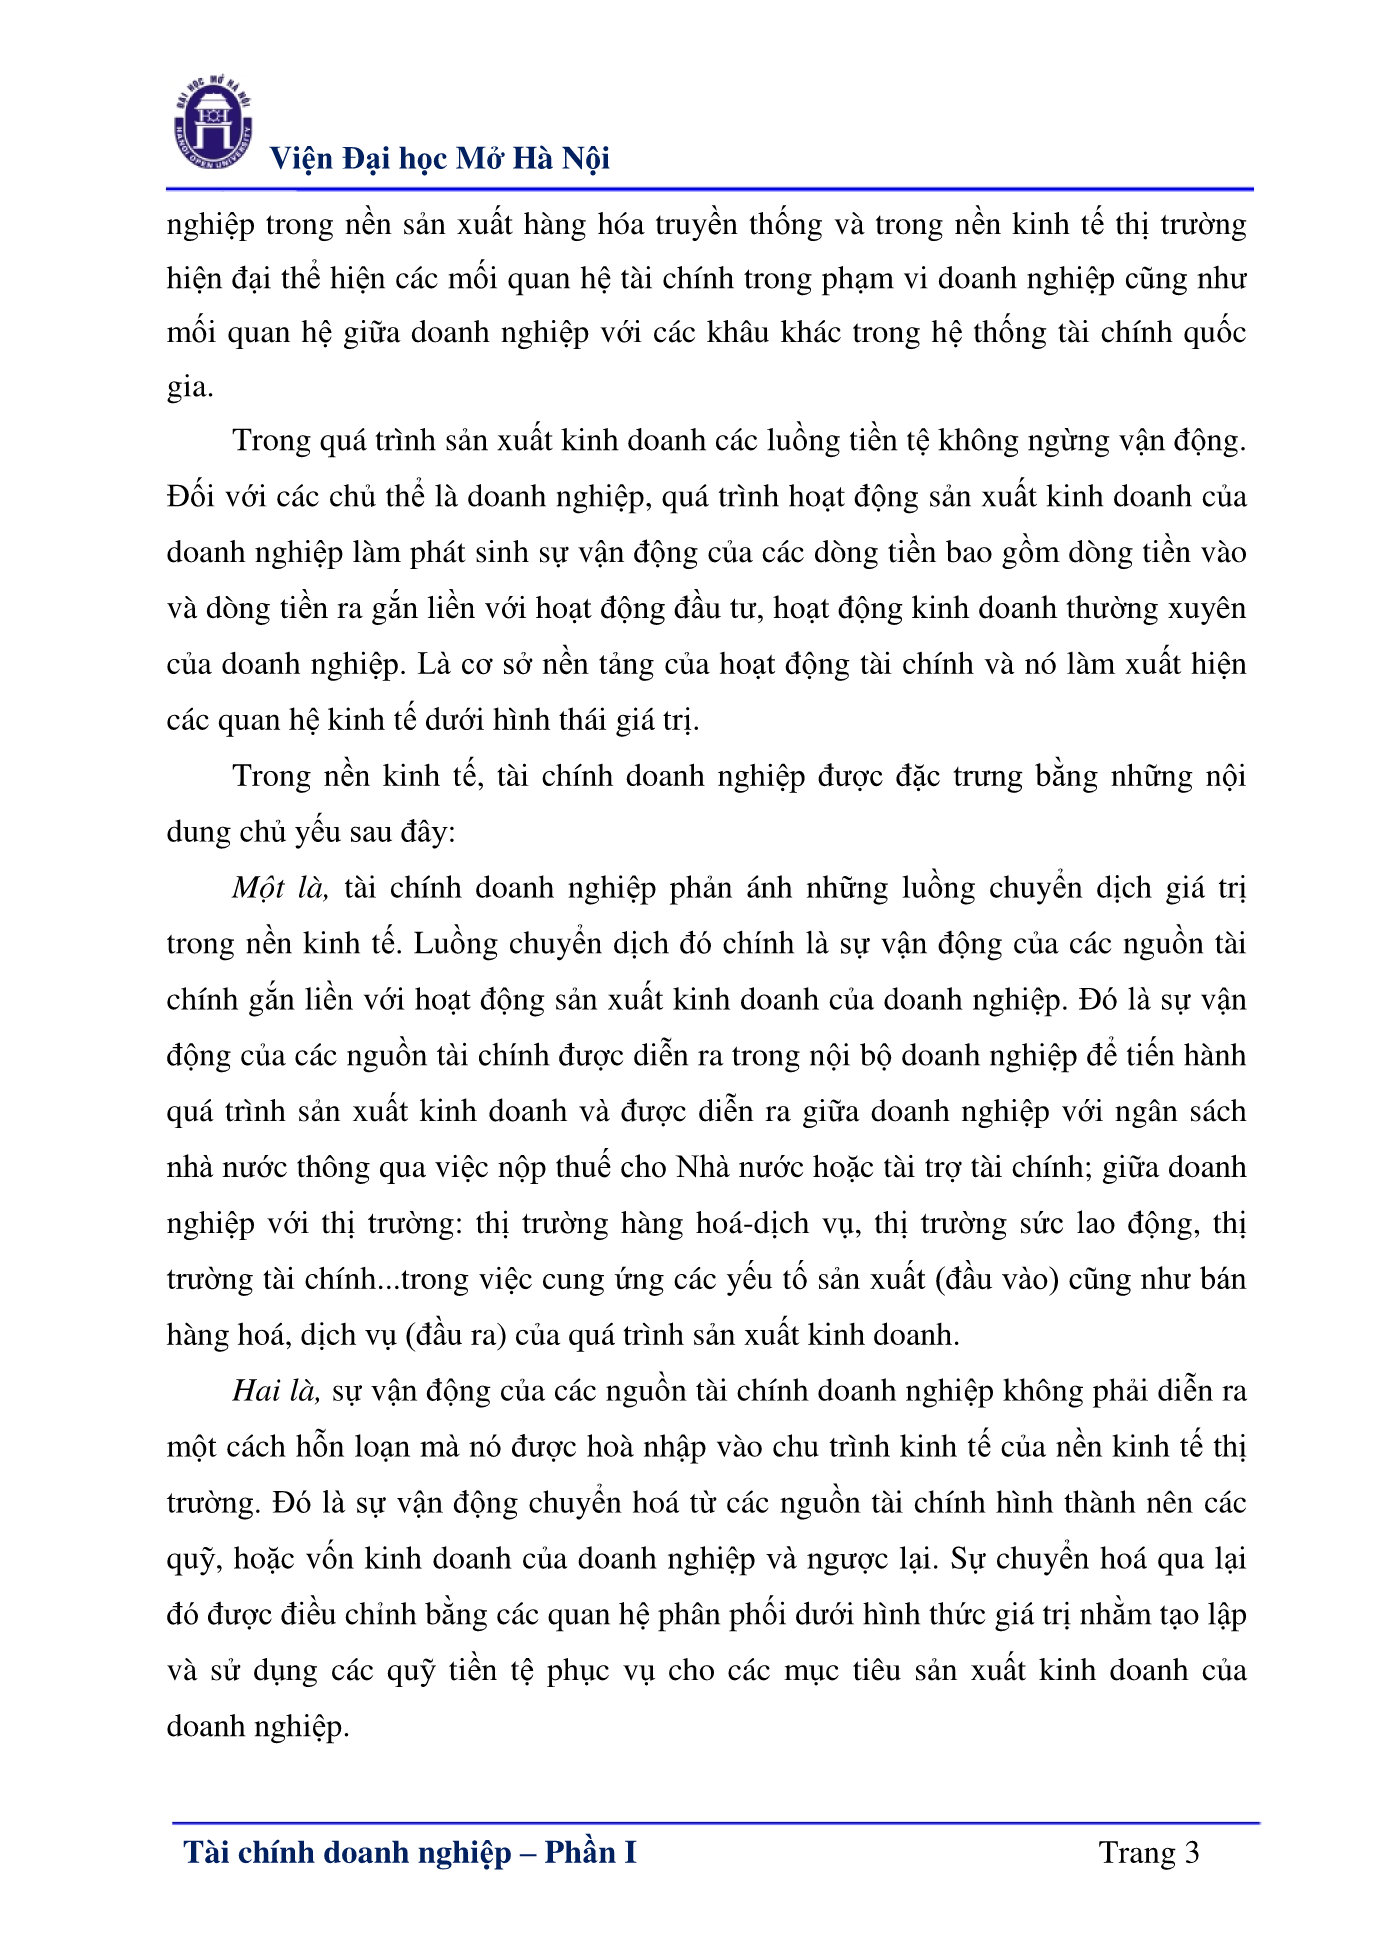 ĐẠI HỌC MỞ HÀ NỘI
HANOI OPEN UNIVERSITY
Viện Đại học Mở Hà Nội
nghiệp trong nền sản xuất hàng hóa truyền thống và trong nền kinh tế thị trường
hiện đại thể hiện các mối quan hệ tài chính trong phạm vi doanh nghiệp cũng như
mối quan hệ giữa doanh nghiệp với các khâu khác trong hệ thống tài chính quốc
gia.
Trong quá trình sản xuất kinh doanh các luồng tiền tệ không ngừng vận động.
Đối với các chủ thể là doanh nghiệp, quá trình hoạt động sản xuất kinh doanh của
doanh nghiệp làm phát sinh sự vận động của các dòng tiền bao gồm dòng tiền vào
và dòng tiền ra gắn liền với hoạt động đầu tư, hoạt động kinh doanh thường xuyên
của doanh nghiệp. Là cơ sở nền tảng của hoạt động tài chính và nó làm xuất hiện
các quan hệ kinh tế dưới hình thái giá trị.
Trong nền kinh tế, tài chính doanh nghiệp được đặc trưng bằng những nội
dung chủ yếu sau đây:
Một là, tài chính doanh nghiệp phản ánh những luồng chuyển dịch giá trị
trong nền kinh tế. Luồng chuyển dịch đó chính là sự vận động của các nguồn tài
chính gắn liền với hoạt động sản xuất kinh doanh của doanh nghiệp. Đó là sự vận
động của các nguồn tài chính được diễn ra trong nội bộ doanh nghiệp để tiến hành
quá trình sản xuất kinh doanh và được diễn ra giữa doanh nghiệp với ngân sách
nhà nước thông qua việc nộp thuế cho Nhà nước hoặc tài trợ tài chính; giữa doanh
nghiệp với thị trường: thị trường hàng hoá-dịch vụ, thị trường sức lao động, thị
trường tài chính...trong việc cung ứng các yếu tố sản xuất (đầu vào) cũng như bán
hàng hoá, dịch vụ (đầu ra) của quá trình sản xuất kinh doanh.
Hai là, sự vận động của các nguồn tài chính doanh nghiệp không phải diễn ra
một cách hỗn loạn mà nó được hoà nhập vào chu trình kinh tế của nền kinh tế thị
trường. Đó là sự vận động chuyển hoá từ các nguồn tài chính hình thành nên các
quỹ, hoặc vốn kinh doanh của doanh nghiệp và ngược lại. Sự chuyển hoá qua lại
đó được điều chỉnh bằng các quan hệ phân phối dưới hình thức giá trị nhằm tạo lập
và sử dụng các quỹ tiền tệ phục vụ cho các mục tiêu sản xuất kinh doanh của
doanh nghiệp.
Tài chính doanh nghiệp – Phần I
Trang 3